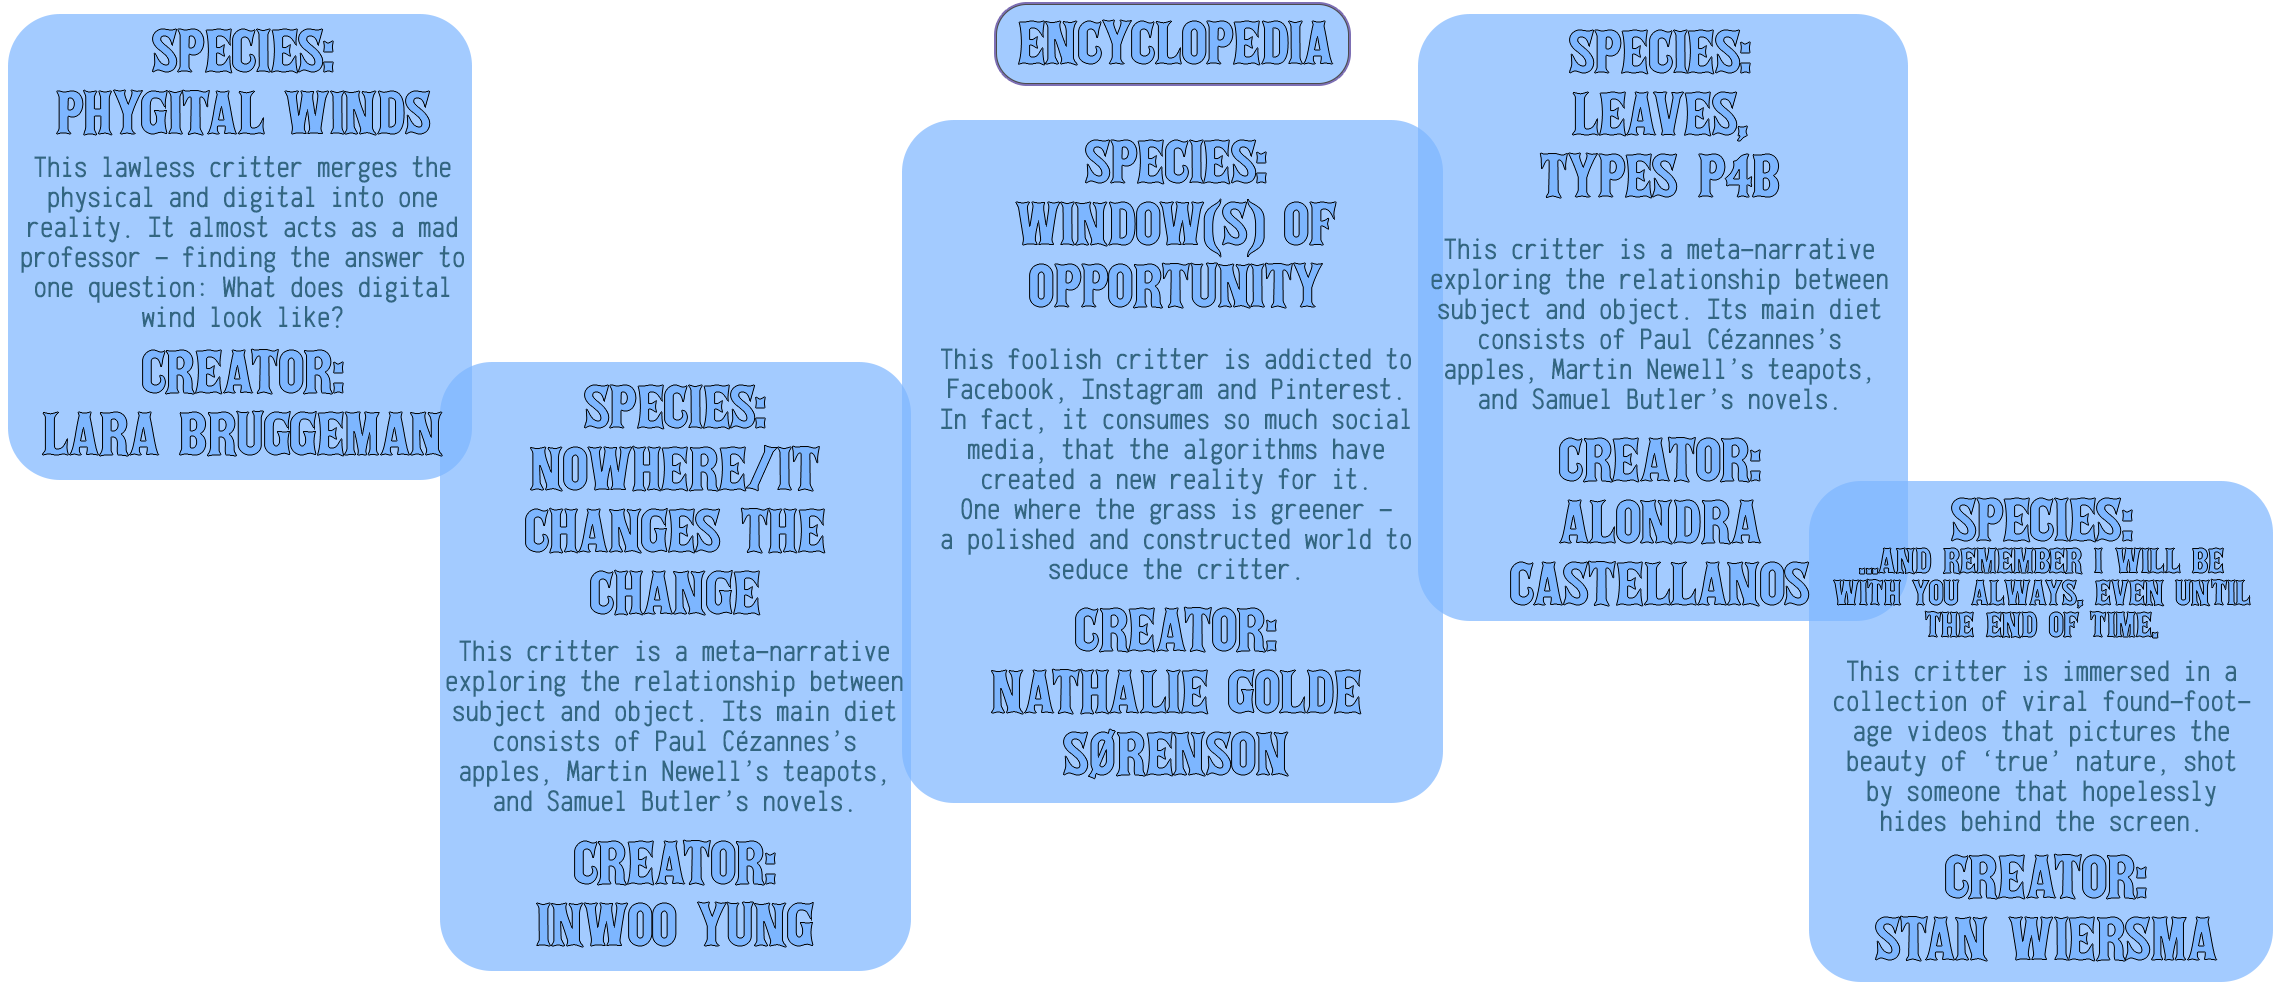 ENCYCLOPEDIA
SPECIES:
PHYGITAL WINDS
This lawless critter merges the
physical and digital into one
reality. It almost acts as a mad
professor – finding the answer to
one question: What does digital
wind look like?
CREATOR:
LARA BRUGGEMAN
SPECIES:
NOWHERE/IT
CHANGES THE
CHANGE
This critter is a meta-narrative
exploring the relationship between
subject and object. Its main diet
consists of Paul Cézannes’s
apples, Martin Newell’s teapots,
and Samuel Butler’s novels.
CREATOR:
INWOO YUNG
SPECIES:
WINDOW(S) OF
OPPORTUNITY
This foolish critter is addicted to
Facebook, Instagram and Pinterest.
In fact, it consumes so much social
media, that the algorithms have
created a new reality for it.
One where the grass is greener –
a polished and constructed world to
seduce the critter.
CREATOR:
NATHALIE GOLDE
SØRENSON
SPECIES:
LEAVES,
TYPES P4B
This critter is a meta-narrative
exploring the relationship between
subject and object. Its main diet
consists of Paul Cézannes’s
apples, Martin Newell’s teapots,
and Samuel Butler’s novels.
CREATOR:
ALONDRA
CASTELLANOS
SPECIES:
...AND REMEMBER I WILL BE
WITH YOU ALWAYS, EVEN UNTIL
THE END OF TIME.
This critter is immersed in a
collection of viral found-foot-
age videos that pictures the
beauty of ‘true’ nature, shot
by someone that hopelessly
hides behind the screen.
CREATOR:
STAN WIERSMA